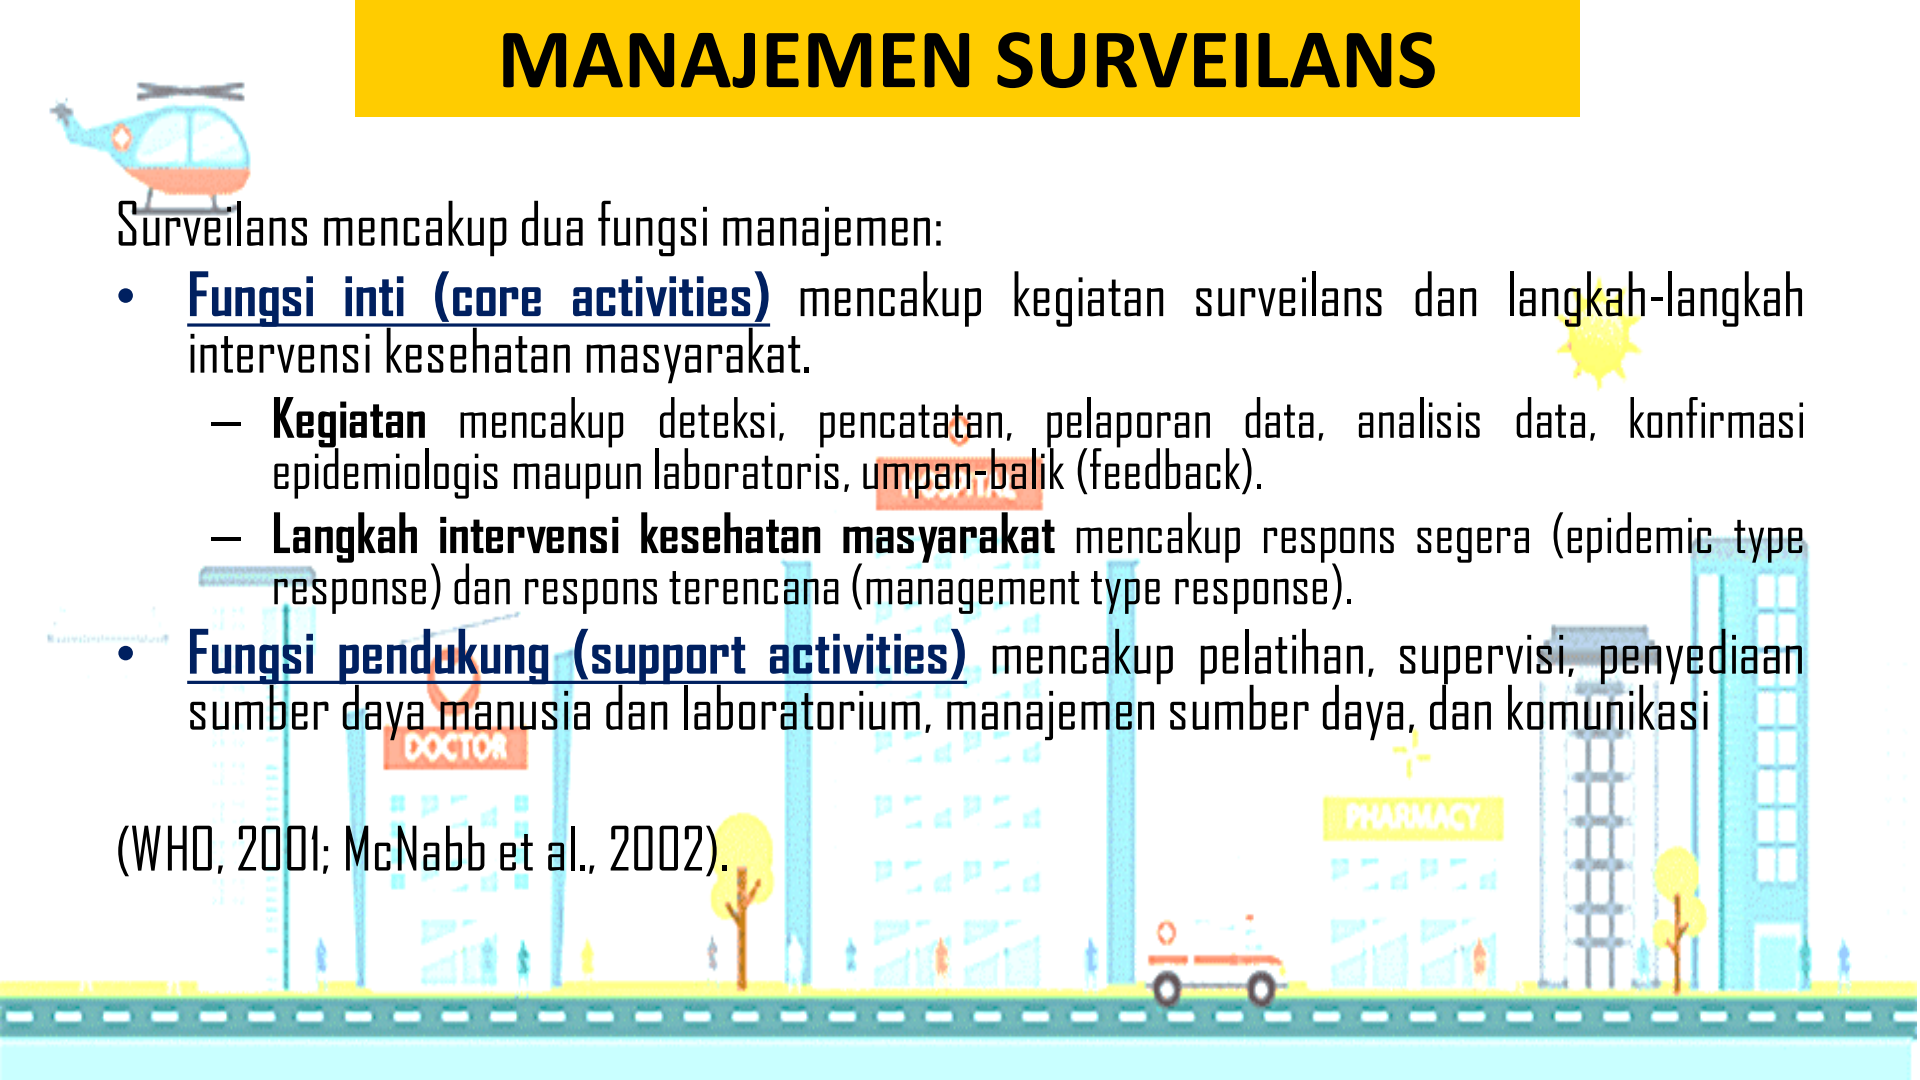 MANAJEMEN SURVEILANS
Surveilans mencakup dua fungsi manajemen:
• Fungsi inti (core activities) mencakup kegiatan surveilans dan langkah-langkah
intervensi kesehatan masyarakat.
– Kegiatan mencakup deteksi, pencatatan, pelaporan data, analisis data, konfirmasi
epidemiologis maupun laboratoris, umpan-balik (feedback).
HOSPITAL
– Langkah intervensi kesehatan masyarakat mencakup respons segera (epidemic type
response) dan respons terencana (management type response).
• Fungsi pendukung (support activities) mencakup pelatihan, supervisi, penyediaan
sumber daya manusia dan laboratorium, manajemen sumber daya, dan komunikasi
DOCTOR
PHARMACY
(WHO, 2001; McNabb et al., 2002).